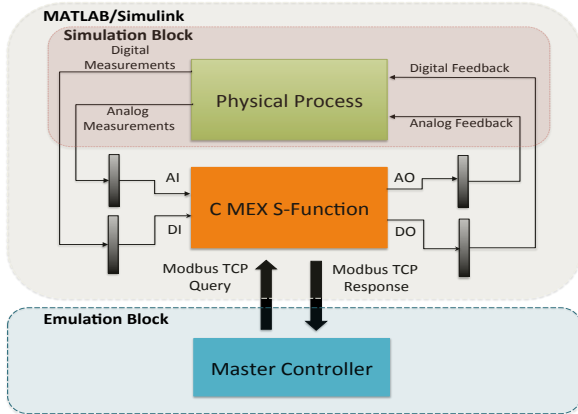 MATLAB/Simulink
Simulation Block
Digital
Measurements
Digital Feedback
Physical Process
Analog
Measurements
Analog Feedback
AI
AO
C MEX S-Function
DI
DO
Modbus TCP
Query
Modbus TCP
Response
Emulation Block
Master Controller